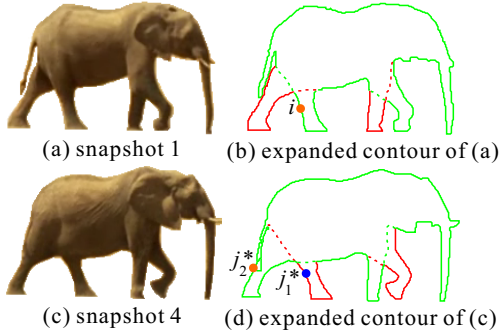 i
(a) snapshot 1
(b) expanded contour of (a)
j₂*
j₁*
(c) snapshot 4
(d) expanded contour of (c)